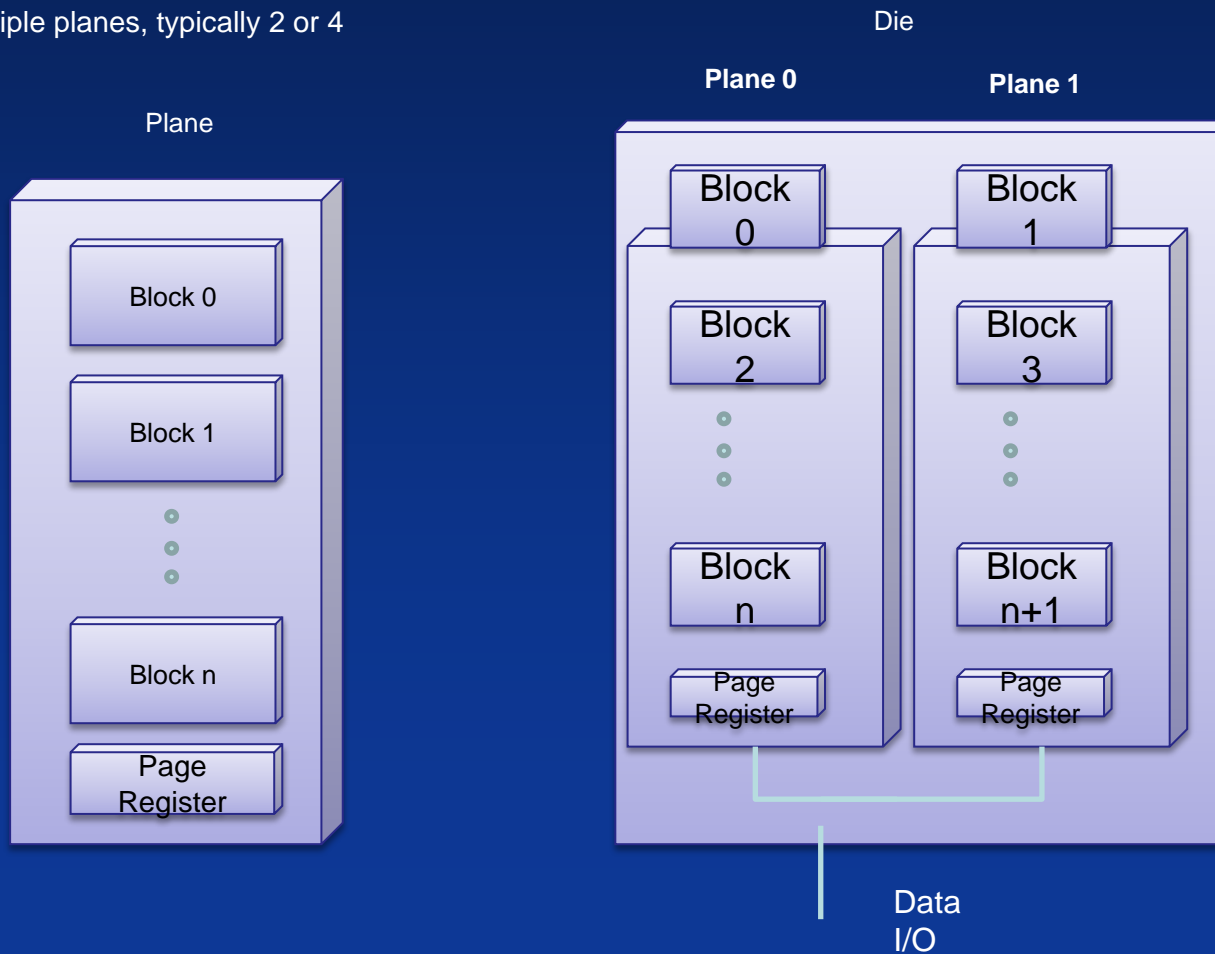 planes, typically 2 or 4
Plane
Block 0
Block 1
Block n
Page
Register
Die
Plane 0
Plane 1
Block
0
Block
1
Block
2
Block
3
Block
n
Block
n+1
Page
Register
Page
Register
Data
I/O